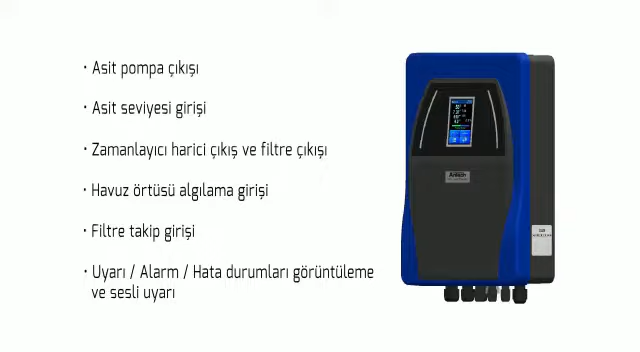 • Asit pompa çıkışı
• Asit seviyesi girişi
• Zamanlayıcı harici çıkış ve filtre çıkışı
• Havuz örtüsü algılama girişi
• Filtre takip girişi
• Uyarı / Alarm / Hata durumları görüntüleme
ve sesli uyarı